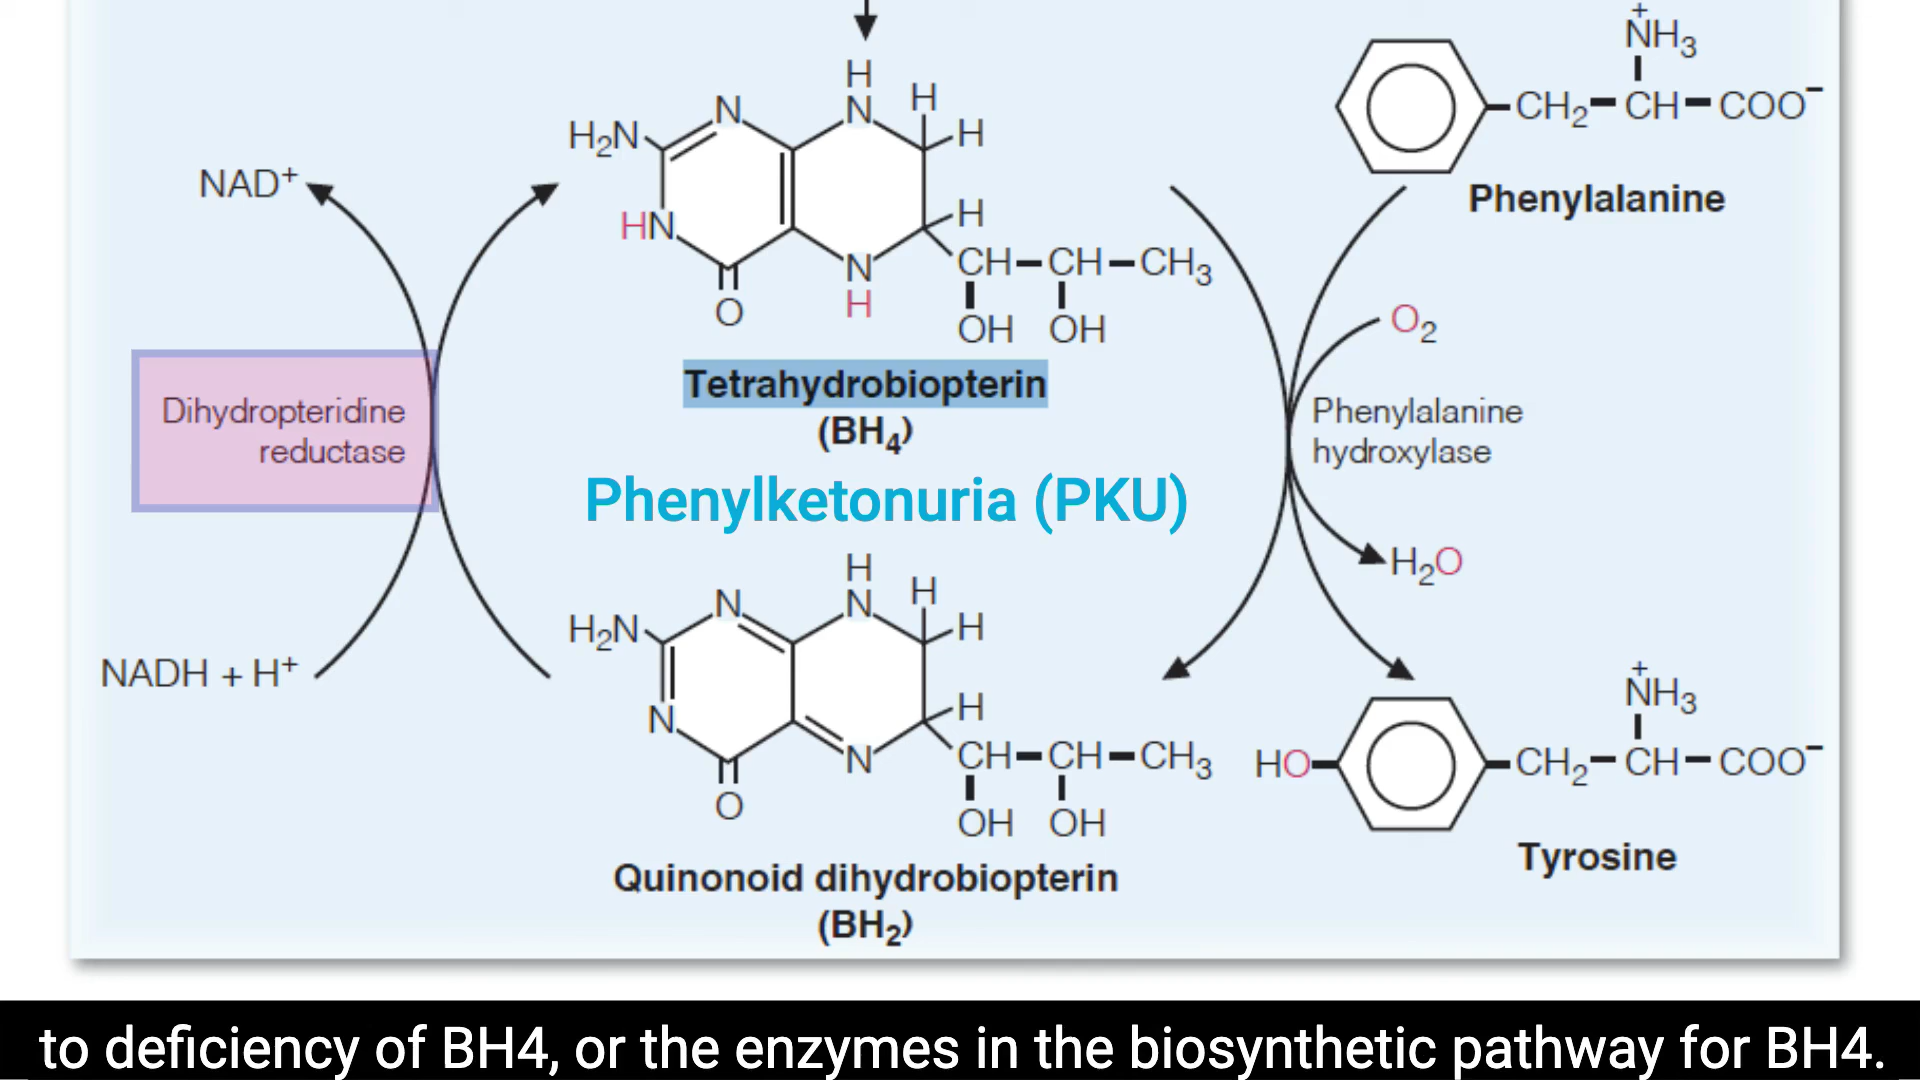 H
H
H₂N
N
N
H
NAD⁺
HN
H
N
H
O
CH–CH–CH₃
OH OH
Tetrahydrobiopterin
(BH₄)
Dihydropteridine
reductase
Phenylketonuria (PKU)
NADH + H⁺
H
H
H₂N
N
N
H
N
H
N
CH–CH–CH₃
O
OH OH
Quinonoid dihydrobiopterin
(BH₂)
+
NH₃
CH₂–CH–COO⁻
Phenylalanine
O₂
Phenylalanine
hydroxylase
H₂O
+
NH₃
HO
CH₂–CH–COO⁻
Tyrosine
to deficiency of BH4, or the enzymes in the biosynthetic pathway for BH4.